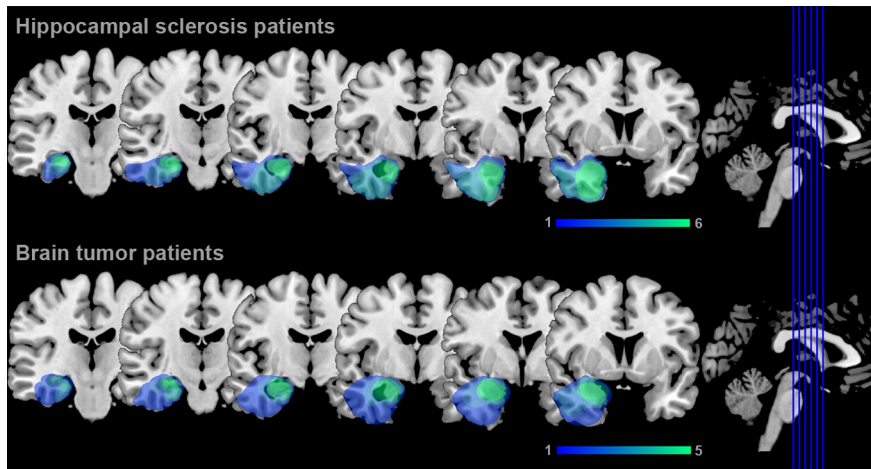 Hippocampal sclerosis patients
1 6
Brain tumor patients
1 5